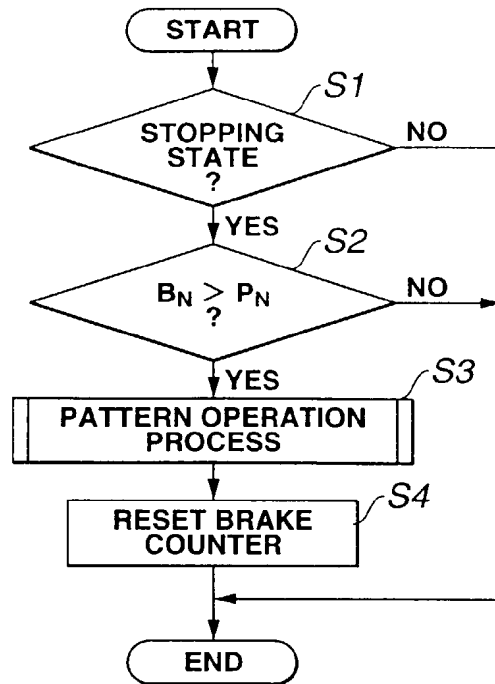 START
S1
STOPPING
STATE
?
NO
YES
S2
B_N > P_N
?
NO
YES
S3
PATTERN OPERATION
PROCESS
S4
RESET BRAKE
COUNTER
END